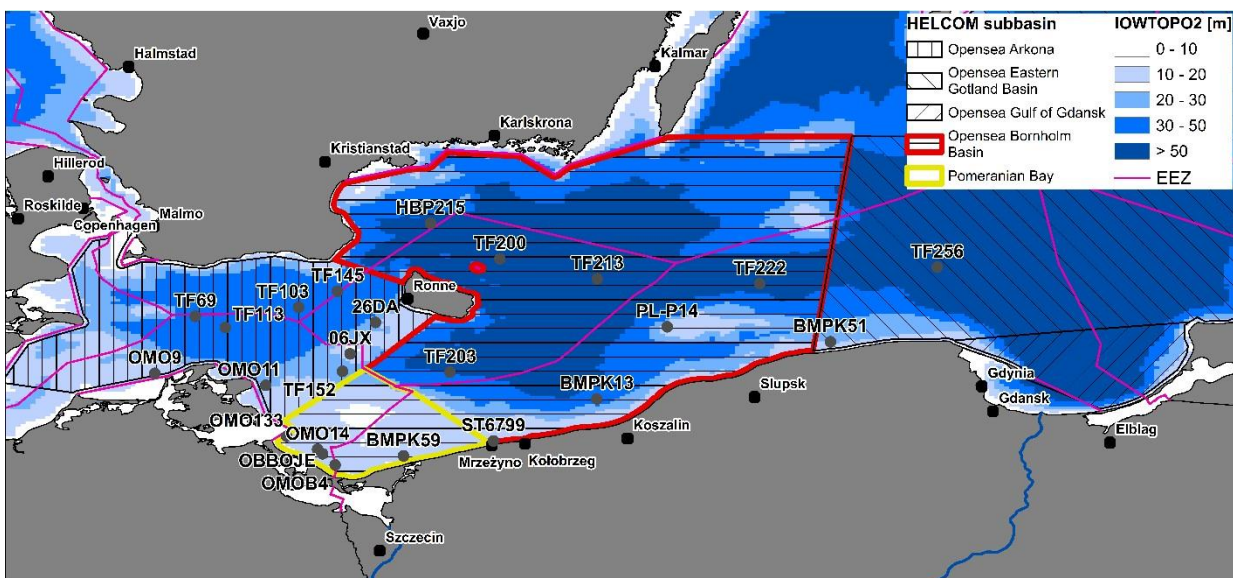 Vaxjo
Halmstad
Kalmar
Karlskrona
Kristianstad
Hillerod
Roskilde
Copenhagen
Malmo
HBP215
TF200
TF213
TF222
TF256
TF145
TF103
TF69
TF113
26DA
Ronne
06JX
PL-P14
BMPK51
OMO9
OMO11
TF152
TF203
BMPK13
Slupsk
Gdynia
Gdansk
Elblag
OMO133
OMO14
OBBOJE
OMOB4
BMPK59
ST6799
Mrzeżyno
Kołobrzeg
Koszalin
Szczecin
HELCOM subbasin
Opensea Arkona
Opensea Eastern
Gotland Basin
Opensea Gulf of Gdansk
Opensea Bornholm
Basin
Pomeranian Bay
IOWTOPO2 [m]
0 - 10
10 - 20
20 - 30
30 - 50
> 50
EEZ